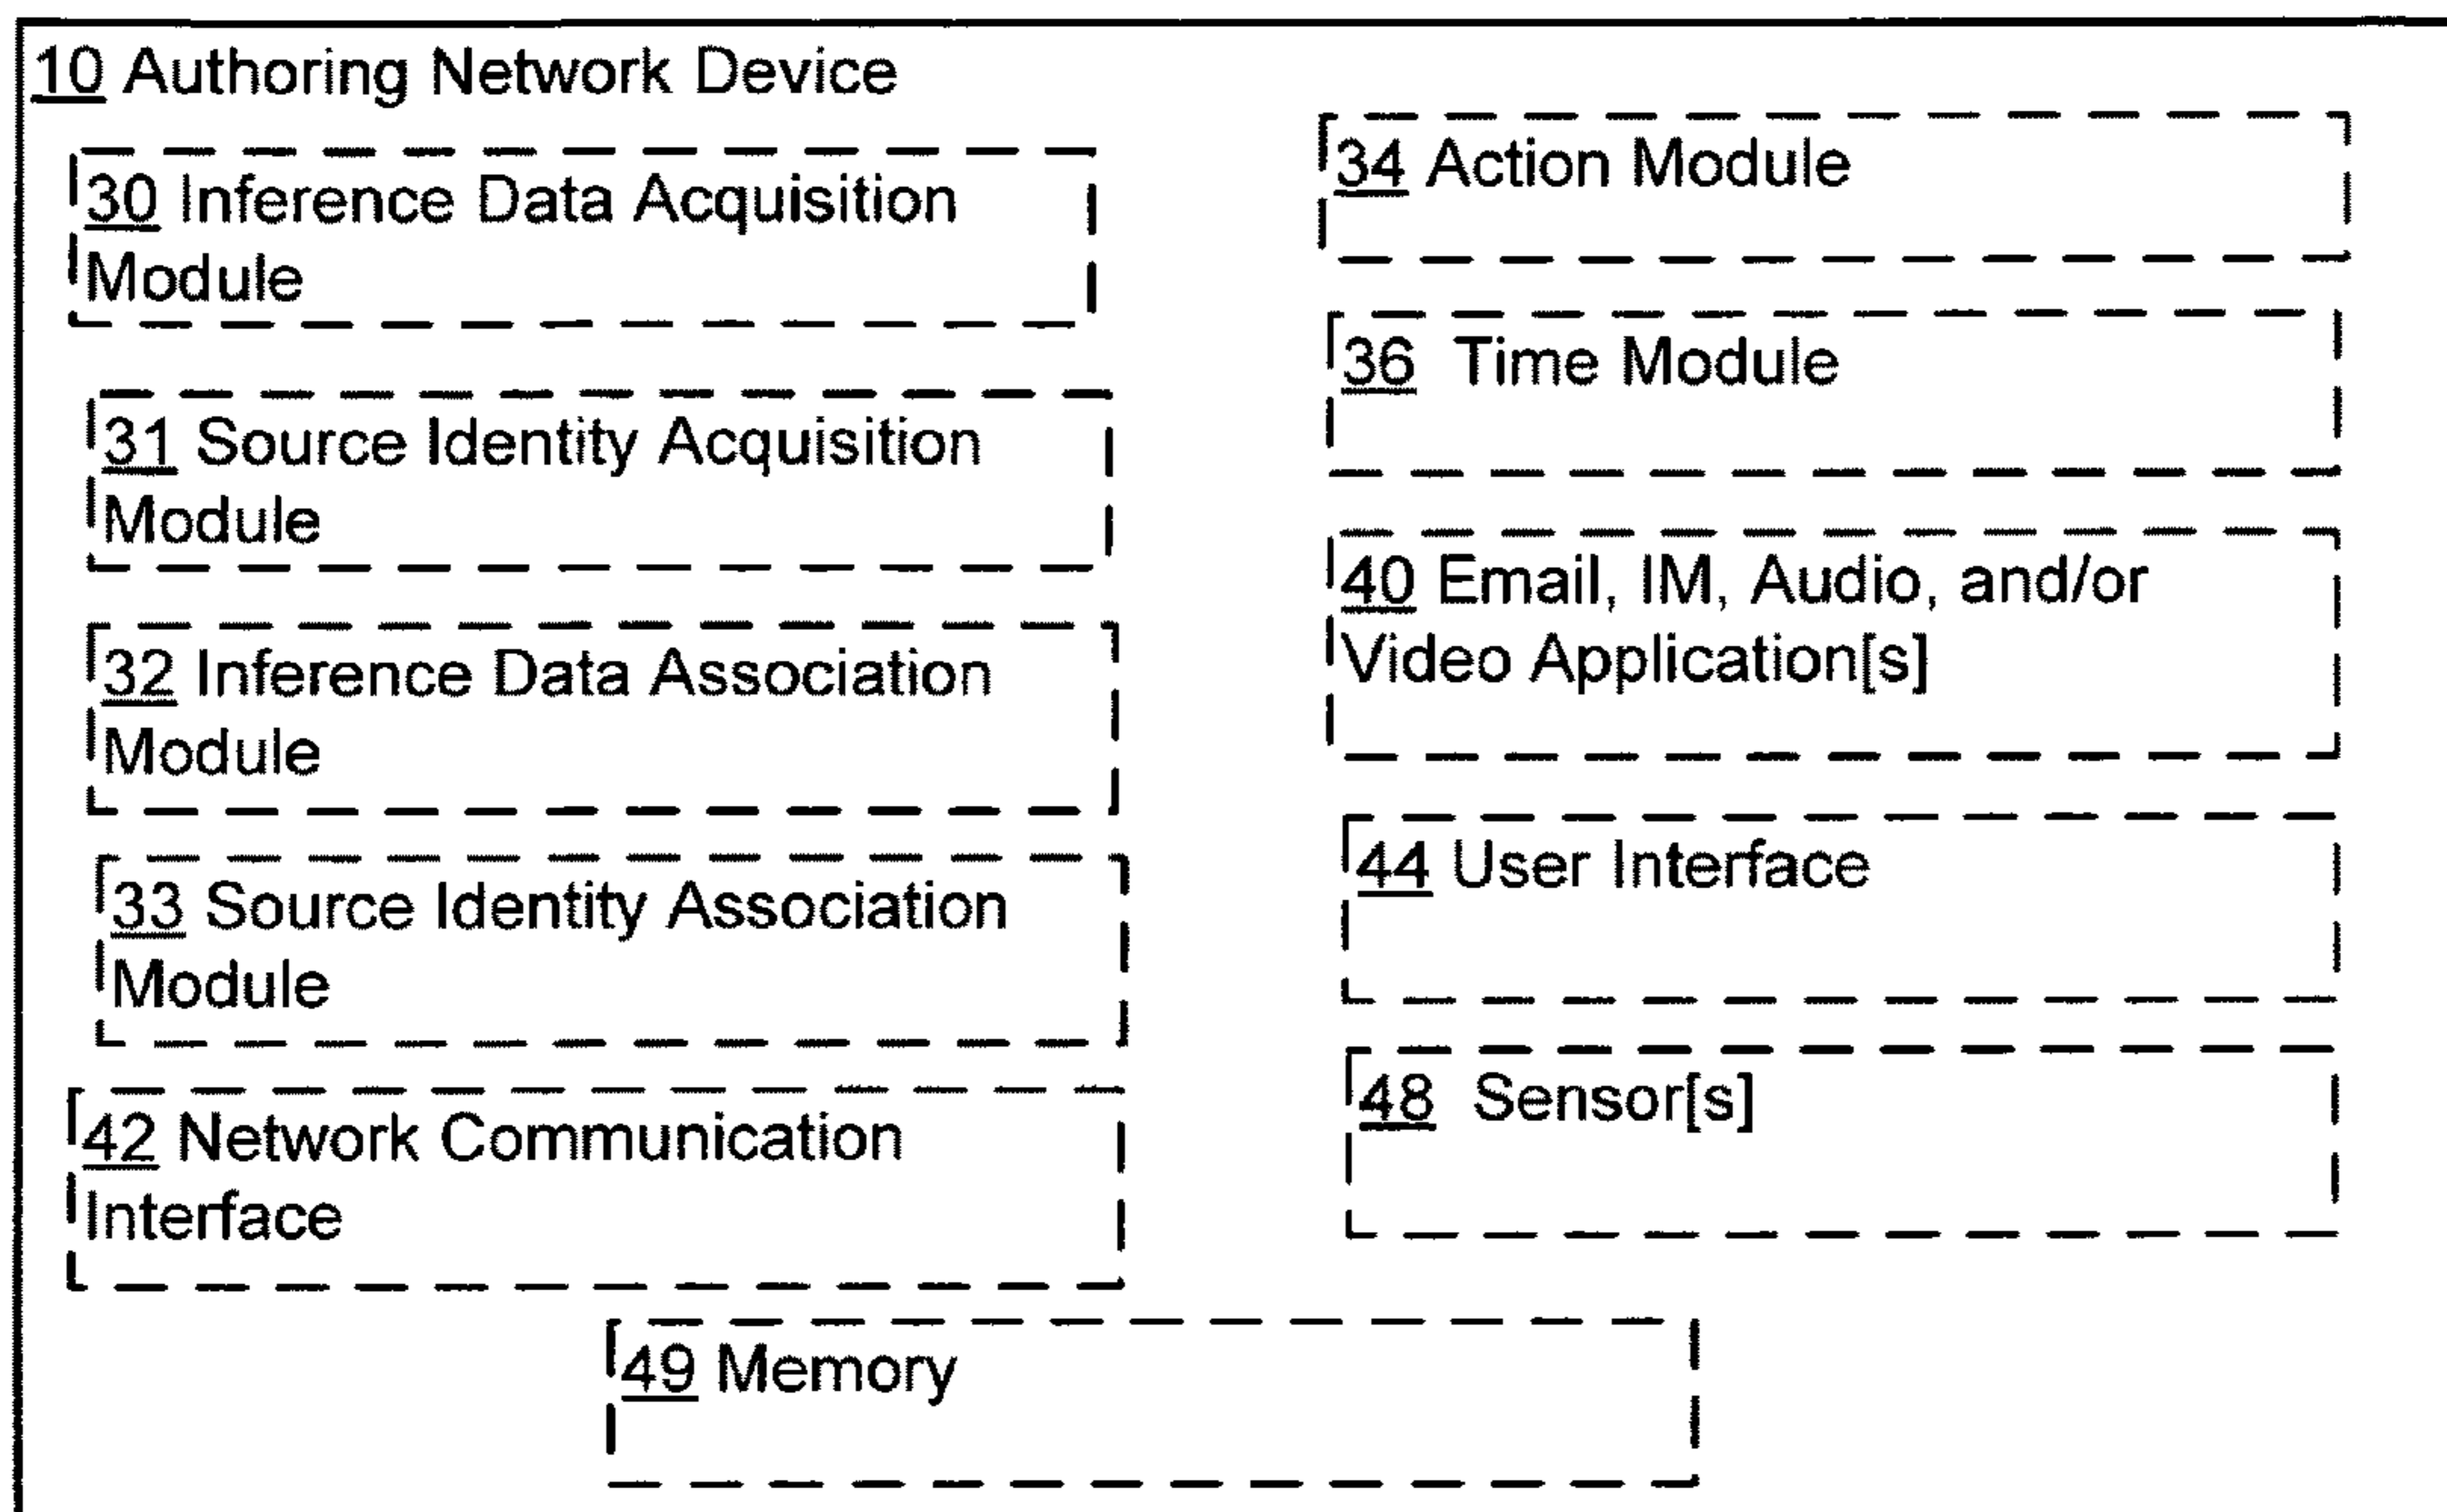 10 Authoring Network Device
30 Inference Data Acquisition
Module
31 Source Identity Acquisition
Module
32 Inference Data Association
Module
33 Source Identity Association
Module
42 Network Communication
Interface
34 Action Module
36 Time Module
40 Email, IM, Audio, and/or
Video Application[s]
44 User Interface
48 Sensor[s]
49 Memory